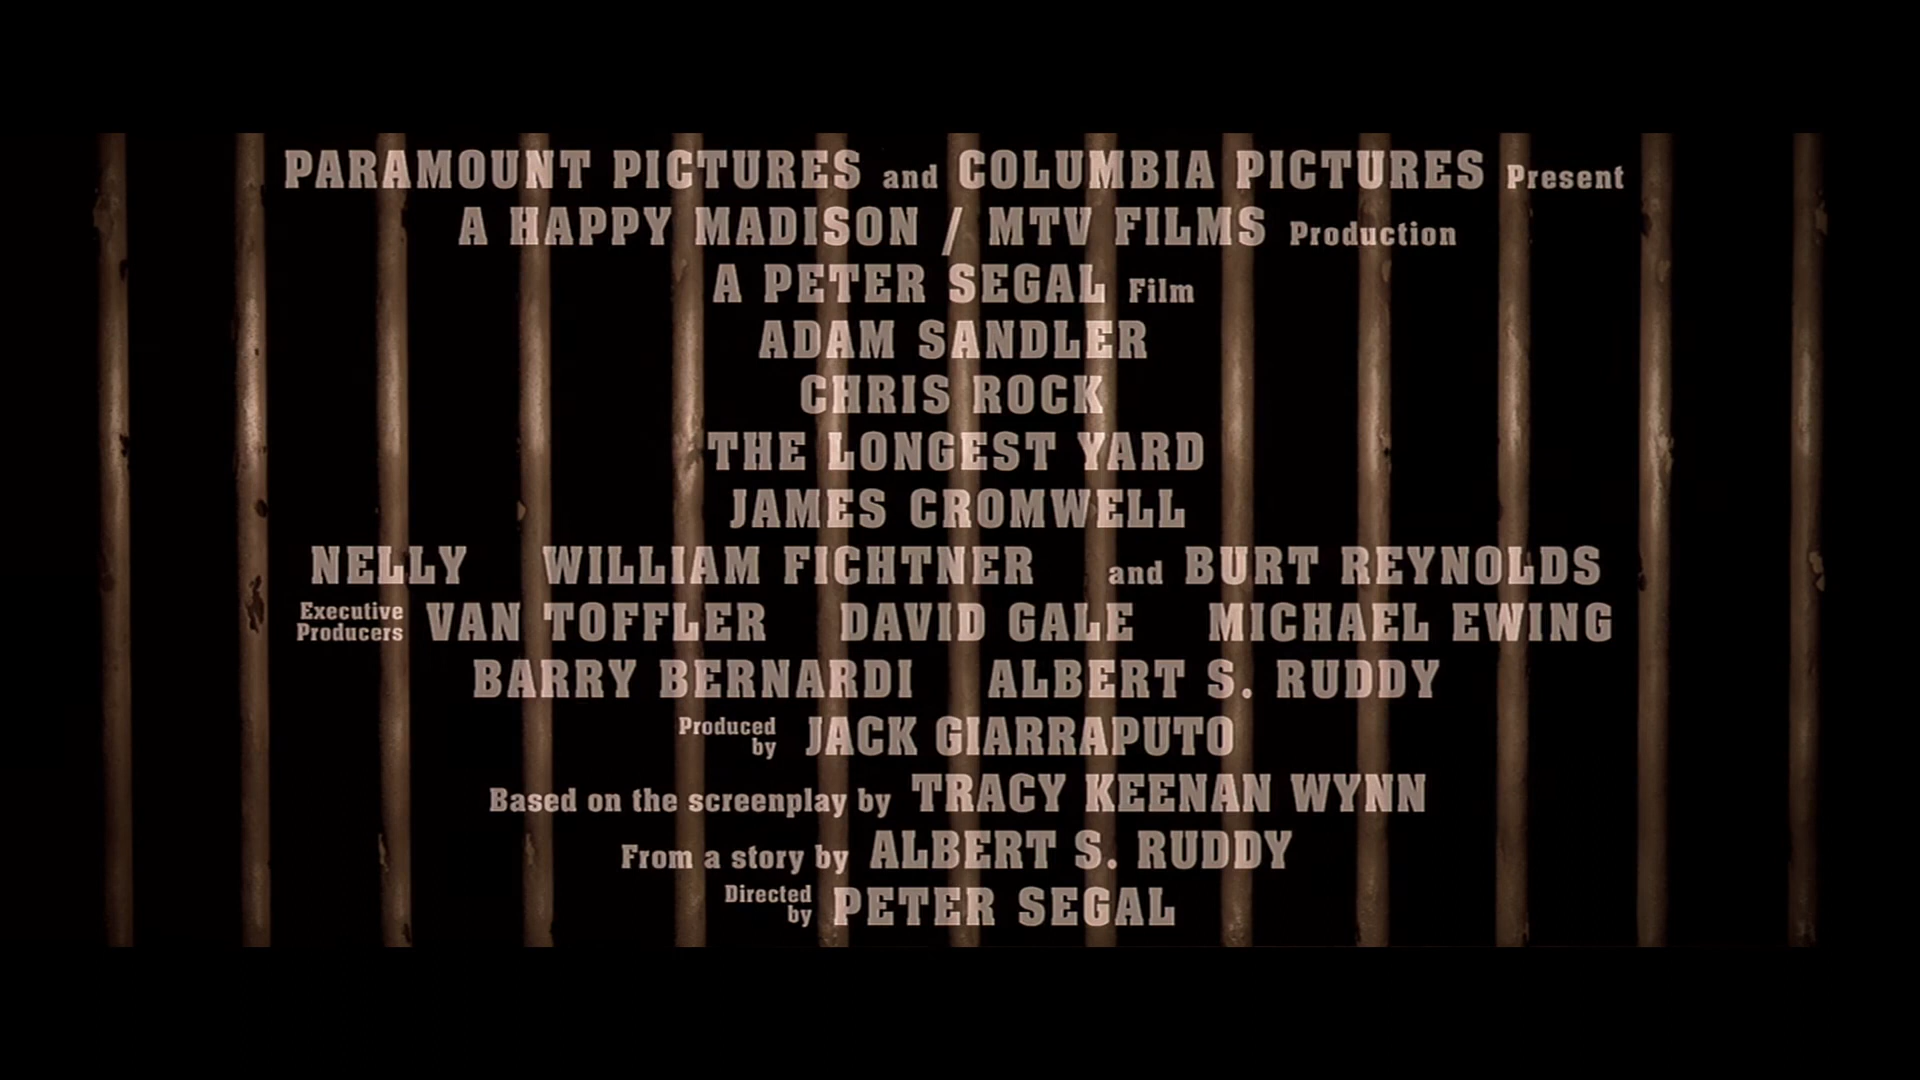 PARAMOUNT PICTURES and COLUMBIA PICTURES Present
A HAPPY MADISON / MTV FILMS Production
A PETER SEGAL Film
ADAM SANDLER
CHRIS ROCK
THE LONGEST YARD
JAMES CROMWELL
NELLY WILLIAM FICHTNER and BURT REYNOLDS
Executive Producers VAN TOFFLER DAVID GALE MICHAEL EWING
BARRY BERNARDI ALBERT S. RUDDY
Produced by JACK GIARRAPUTO
Based on the screenplay by TRACY KEENAN WYNN
From a story by ALBERT S. RUDDY
Directed by PETER SEGAL